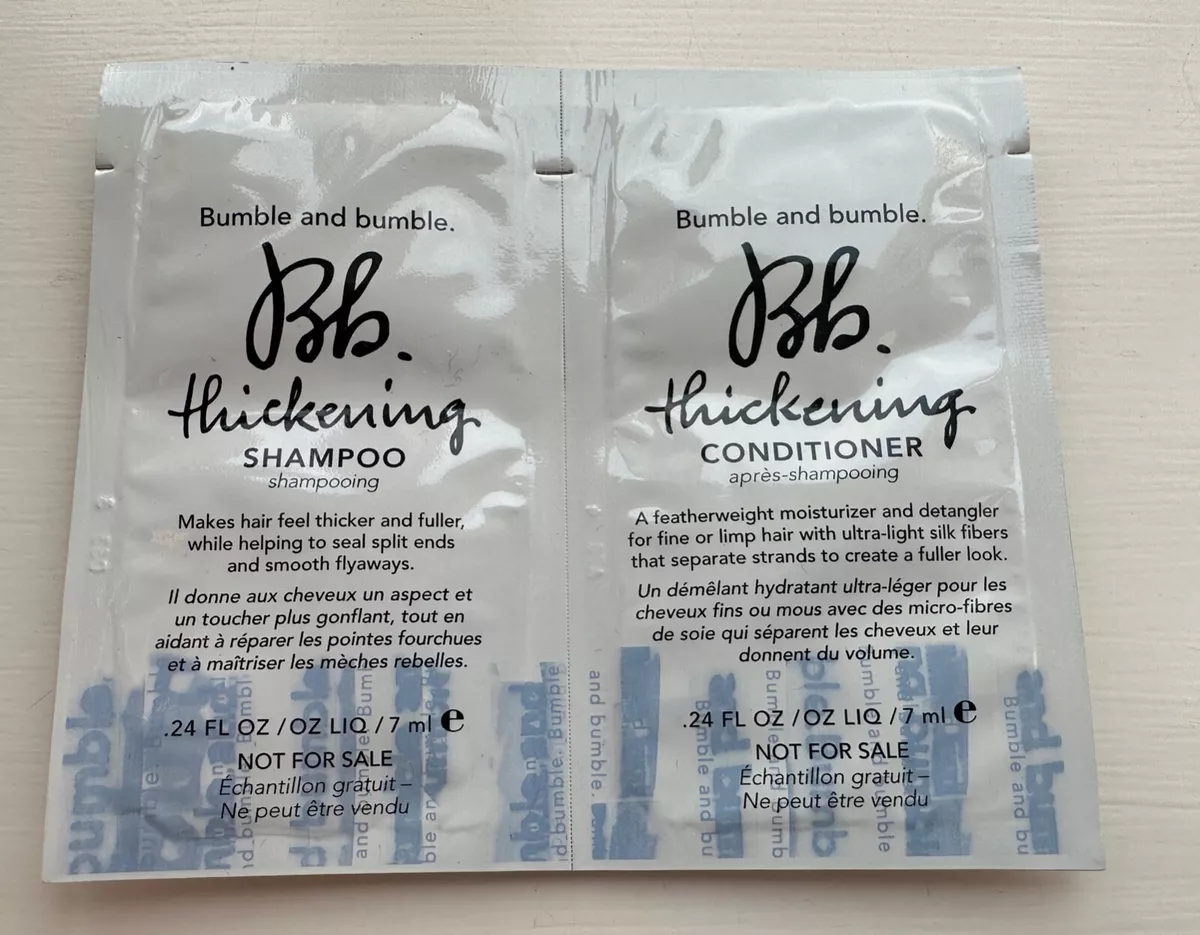 Bumble and bumble.
Bb.
thickening
SHAMPOO
shampooing
Makes hair feel thicker and fuller,
while helping to seal split ends
and smooth flyaways.
Il donne aux cheveux un aspect et
un toucher plus gonflant, tout en
aidant à réparer les pointes fourchues
et à maîtriser les mèches rebelles.
.24 FL OZ / OZ LIQ / 7 ml e
NOT FOR SALE
Échantillon gratuit –
Ne peut être vendu
Bumble and bumble.
Bb.
thickening
CONDITIONER
après-shampooing
A featherweight moisturizer and detangler
for fine or limp hair with ultra-light silk fibers
that separate strands to create a fuller look.
Un démêlant hydratant ultra-léger pour les
cheveux fins ou mous avec des micro-fibres
de soie qui séparent les cheveux et leur
donnent du volume.
.24 FL OZ / OZ LIQ / 7 ml e
NOT FOR SALE
Échantillon gratuit –
Ne peut être vendu